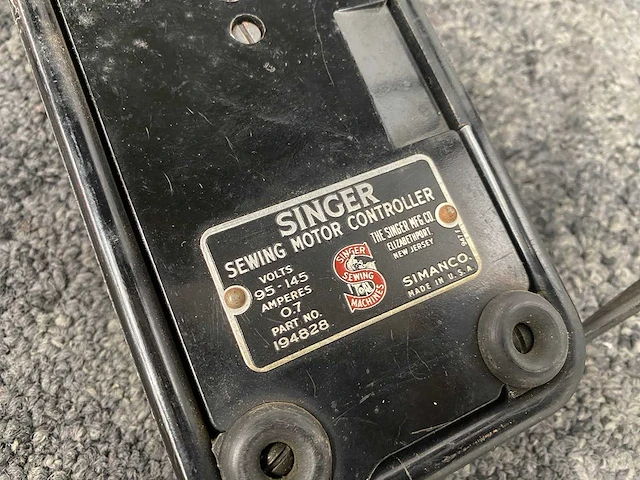 SINGER
SEWING MOTOR CONTROLLER
VOLTS
95-145
AMPERES
0.7
PART NO.
194828
SINGER
SEWING
MACHINES
THE SINGER MFG. CO.
ELIZABETHPORT
NEW JERSEY
SIMANCO.
MADE IN U.S.A.